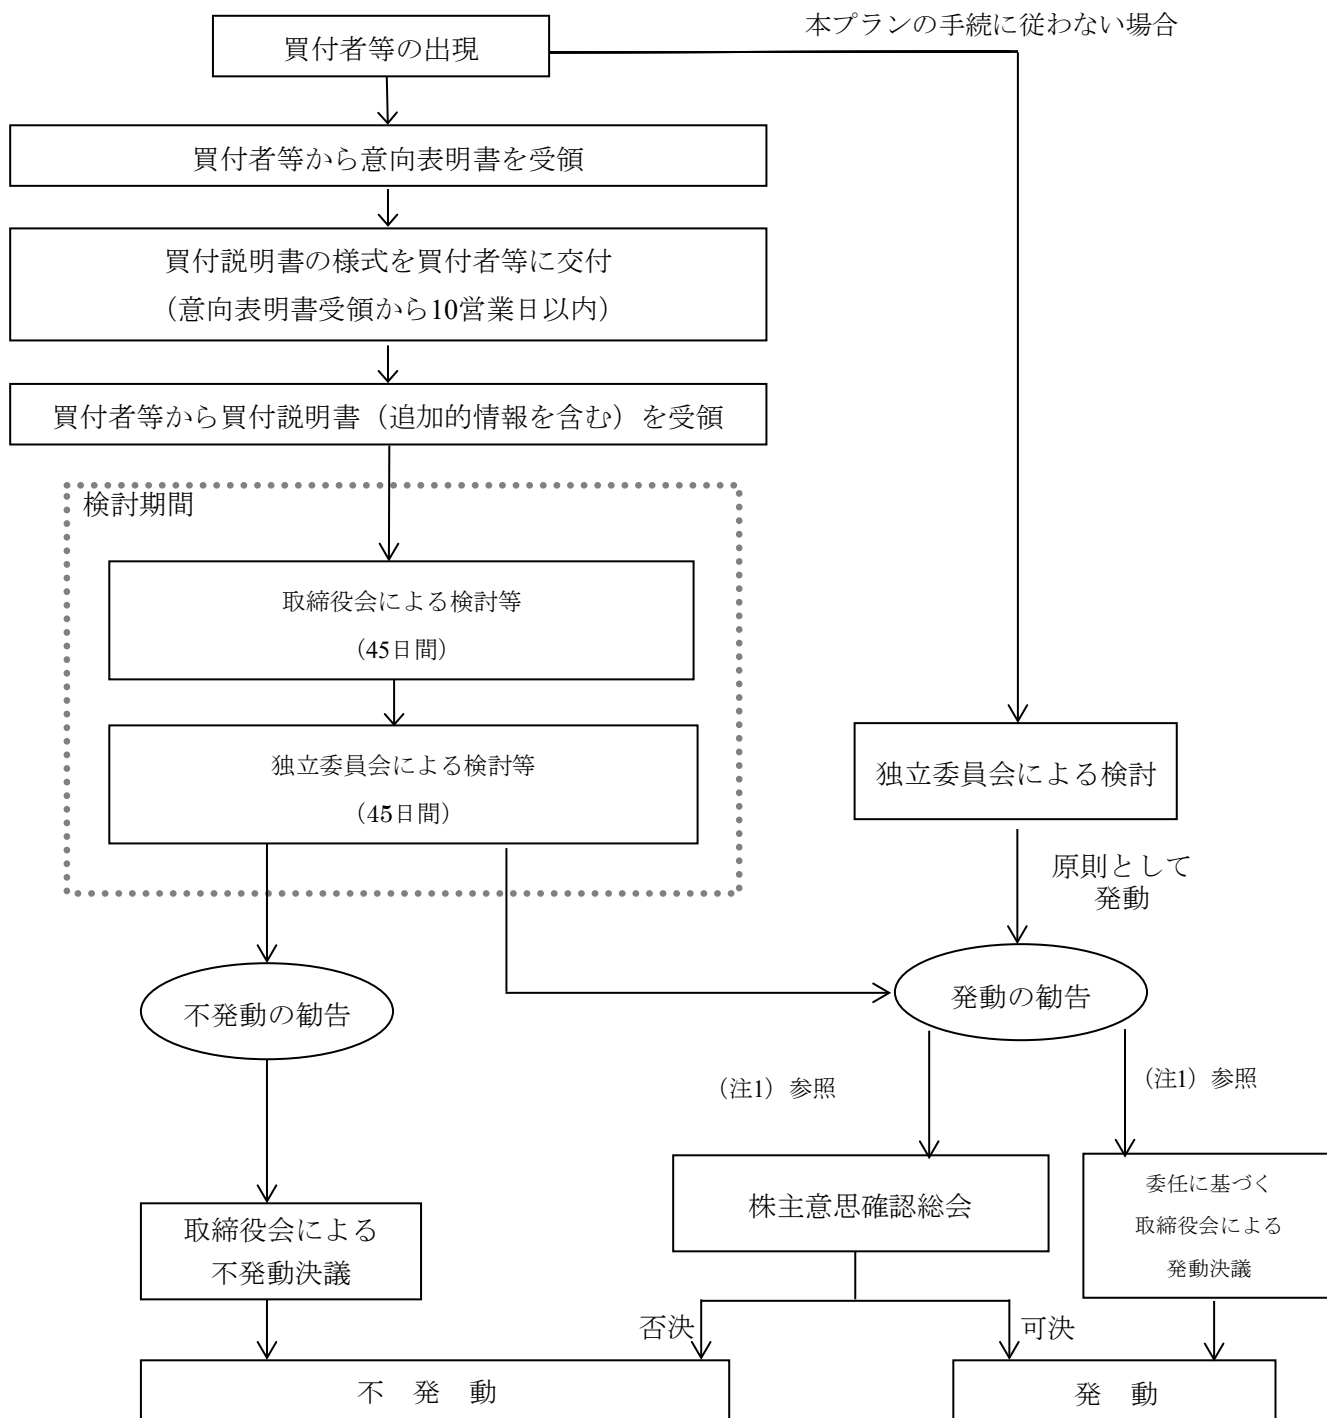 本プランの手続に従わない場合
買付者等の出現
買付者等から意向表明書を受領
買付説明書の様式を買付者等に交付
（意向表明書受領から10営業日以内）
買付者等から買付説明書（追加的情報を含む）を受領
検討期間
取締役会による検討等
（45日間）
独立委員会による検討等
（45日間）
独立委員会による検討
原則として
発動
不発動の勧告
発動の勧告
（注1）参照
（注1）参照
株主意思確認総会
委任に基づく
取締役会による
発動決議
取締役会による
不発動決議
否決
可決
不　発　動
発　動